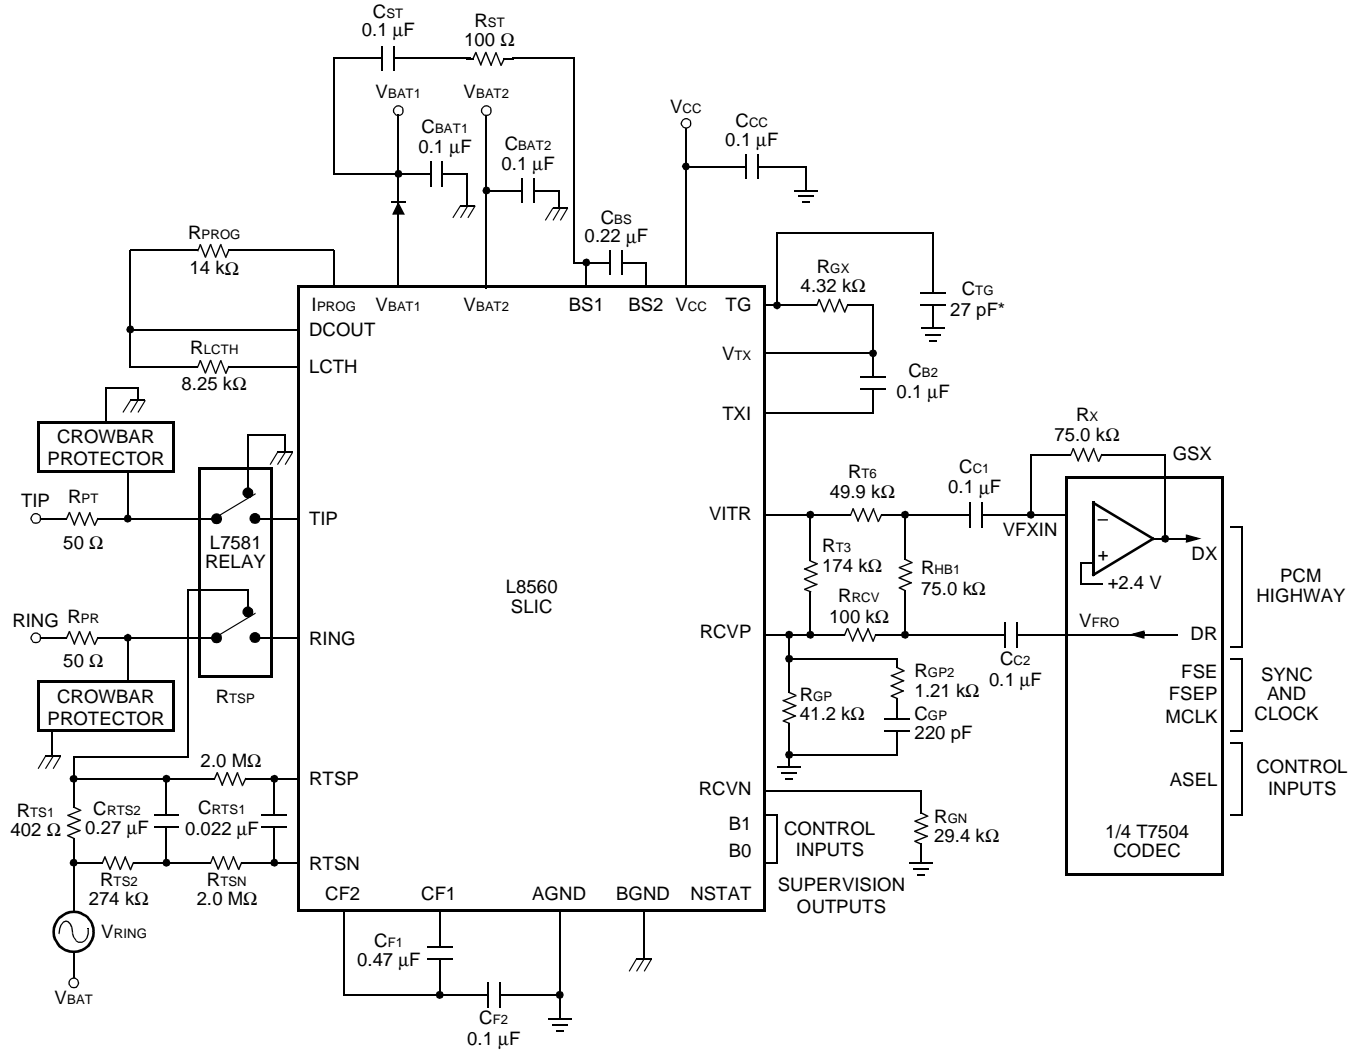 CST
0.1 µF
RST
100 Ω
VBAT1
VBAT2
VCC
CBAT1
0.1 µF
CBAT2
0.1 µF
CCC
0.1 µF
CBS
0.22 µF
RPROG
14 kΩ
RGX
4.32 kΩ
CTG
27 pF*
IPROG
VBAT1
VBAT2
BS1
BS2
VCC
TG
DCOUT
RLCTH
8.25 kΩ
LCTH
VTX
CB2
0.1 µF
TXI
CROWBAR
PROTECTOR
RX
75.0 kΩ
GSX
TIP
RPT
50 Ω
TIP
L7581
RELAY
VITR
RT6
49.9 kΩ
CC1
0.1 µF
VFXIN
–
+
+2.4 V
DX
RT3
174 kΩ
RHB1
75.0 kΩ
PCM
HIGHWAY
L8560
SLIC
RING
RPR
50 Ω
RING
RCVP
RRCV
100 kΩ
CC2
0.1 µF
VFRO
DR
CROWBAR
PROTECTOR
RTSP
RGP
41.2 kΩ
RGP2
1.21 kΩ
CGP
220 pF
FSE
FSEP
MCLK
SYNC
AND
CLOCK
2.0 MΩ
RTSP
RTS1
402 Ω
CRTS2
0.27 µF
CRTS1
0.022 µF
RCVN
RGN
29.4 kΩ
ASEL
CONTROL
INPUTS
B1
B0
CONTROL
INPUTS
1/4 T7504
CODEC
RTS2
274 kΩ
RTSN
2.0 MΩ
RTSN
SUPERVISION
OUTPUTS
CF2
CF1
AGND
BGND
NSTAT
VRING
VBAT
CF1
0.47 µF
CF2
0.1 µF